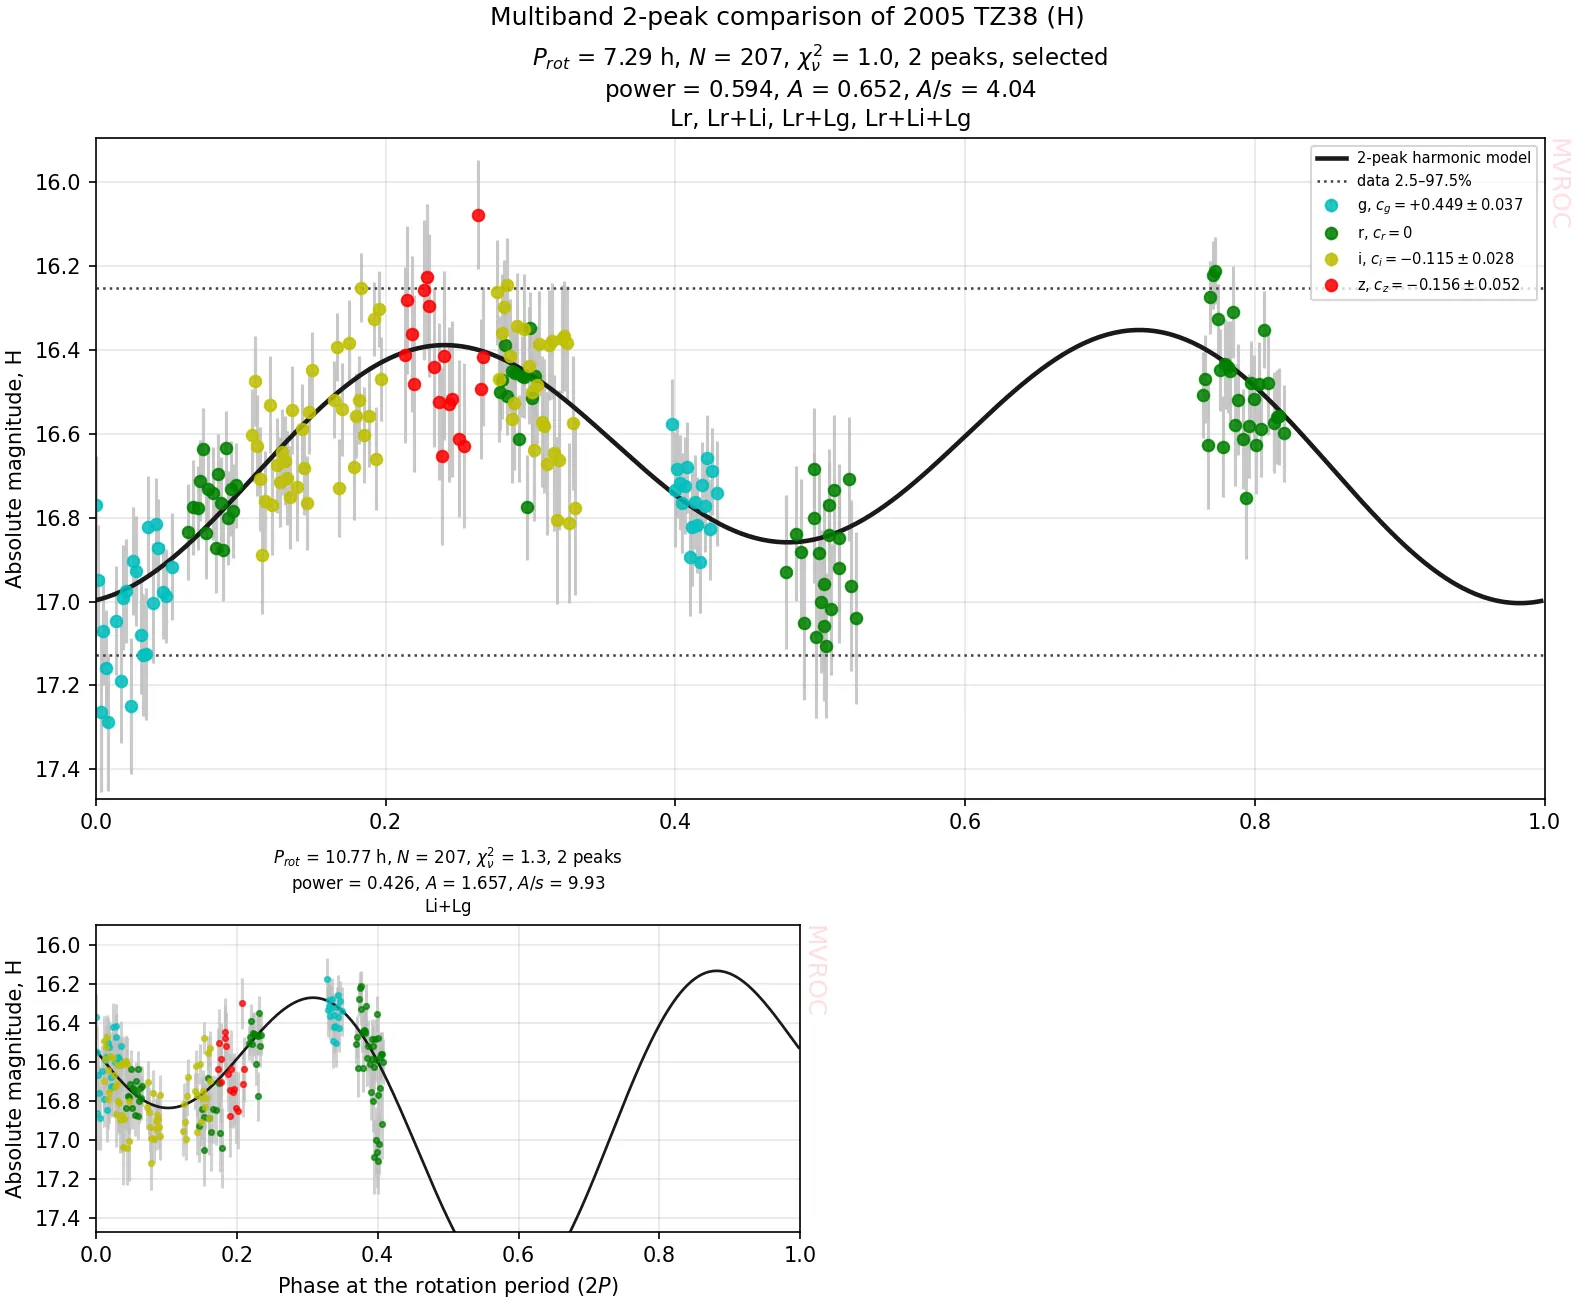 Multiband 2-peak comparison of 2005 TZ38 (H)
P_rot = 7.29 h, N = 207, χ²_ν = 1.0, 2 peaks, selected
power = 0.594, A = 0.652, A/s = 4.04
Lr, Lr+Li, Lr+Lg, Lr+Li+Lg
2-peak harmonic model
data 2.5–97.5%
g, c_g = +0.449 ± 0.037
r, c_r = 0
i, c_i = −0.115 ± 0.028
z, c_z = −0.156 ± 0.052
MVROC
Absolute magnitude, H
16.0
16.2
16.4
16.6
16.8
17.0
17.2
17.4
0.0 0.2 0.4 0.6 0.8 1.0
P_rot = 10.77 h, N = 207, χ²_ν = 1.3, 2 peaks
power = 0.426, A = 1.657, A/s = 9.93
Li+Lg
MVROC
Absolute magnitude, H
16.0
16.2
16.4
16.6
16.8
17.0
17.2
17.4
0.0 0.2 0.4 0.6 0.8 1.0
Phase at the rotation period (2P)